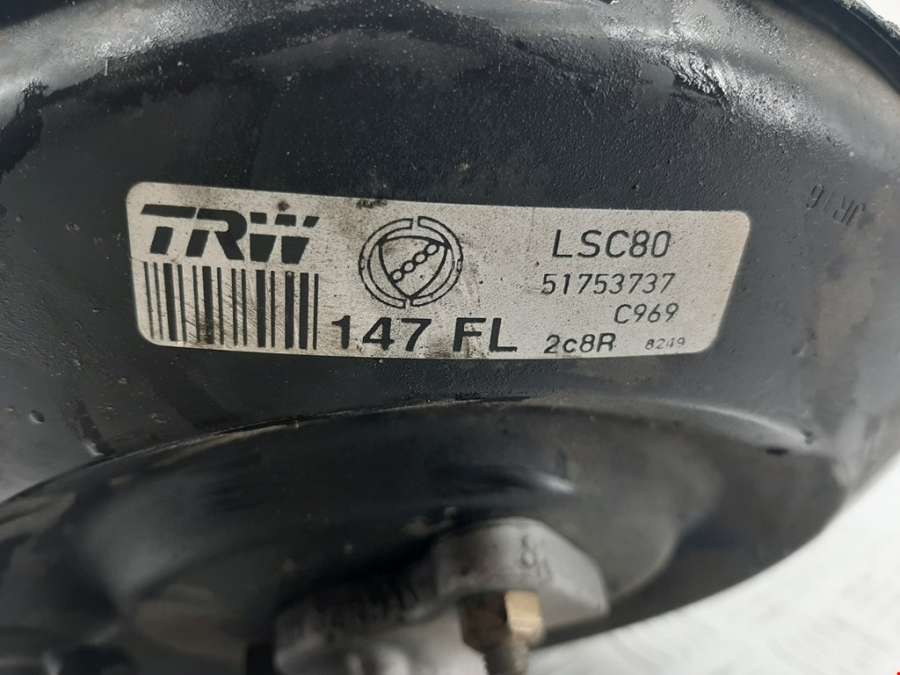 TRW
LSC80
51753737
C969
147 FL
2c8R 8249